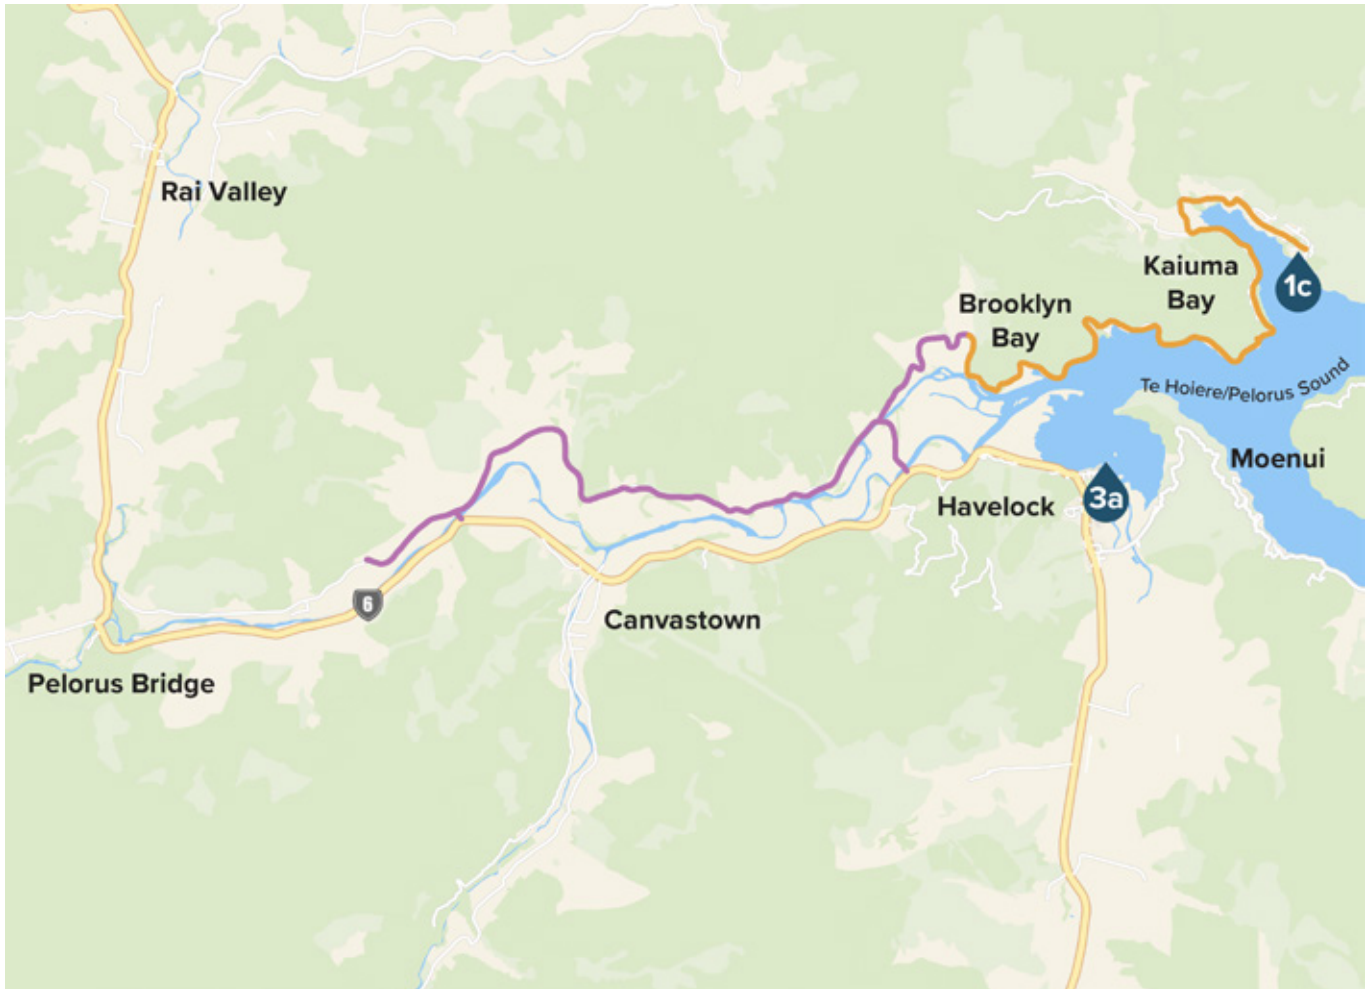 Rai Valley
Kaiuma
Bay
1c
Brooklyn
Bay
Te Hoiere/Pelorus Sound
Moenui
Havelock
3a
6
Canvastown
Pelorus Bridge